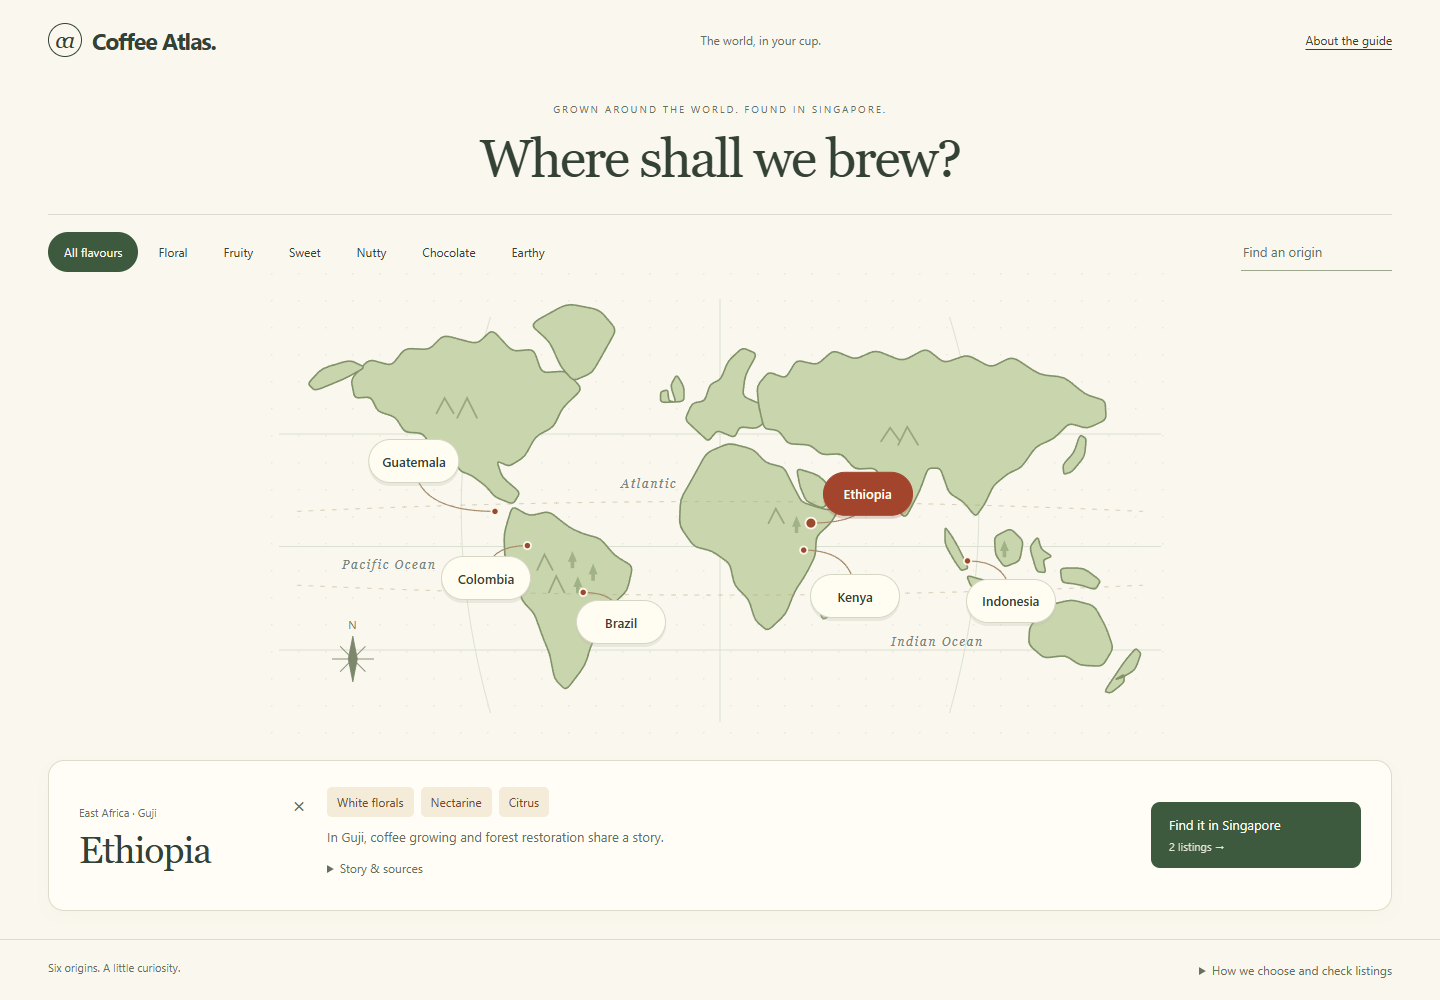 ca Coffee Atlas.
The world, in your cup.
About the guide
GROWN AROUND THE WORLD. FOUND IN SINGAPORE.
Where shall we brew?
All flavours
Floral
Fruity
Sweet
Nutty
Chocolate
Earthy
Find an origin
Guatemala
Atlantic
Ethiopia
Pacific Ocean
Colombia
Kenya
Indonesia
Brazil
N
Indian Ocean
East Africa · Guji
Ethiopia
×
White florals
Nectarine
Citrus
In Guji, coffee growing and forest restoration share a story.
▶ Story & sources
Find it in Singapore
2 listings →
Six origins. A little curiosity.
▶ How we choose and check listings